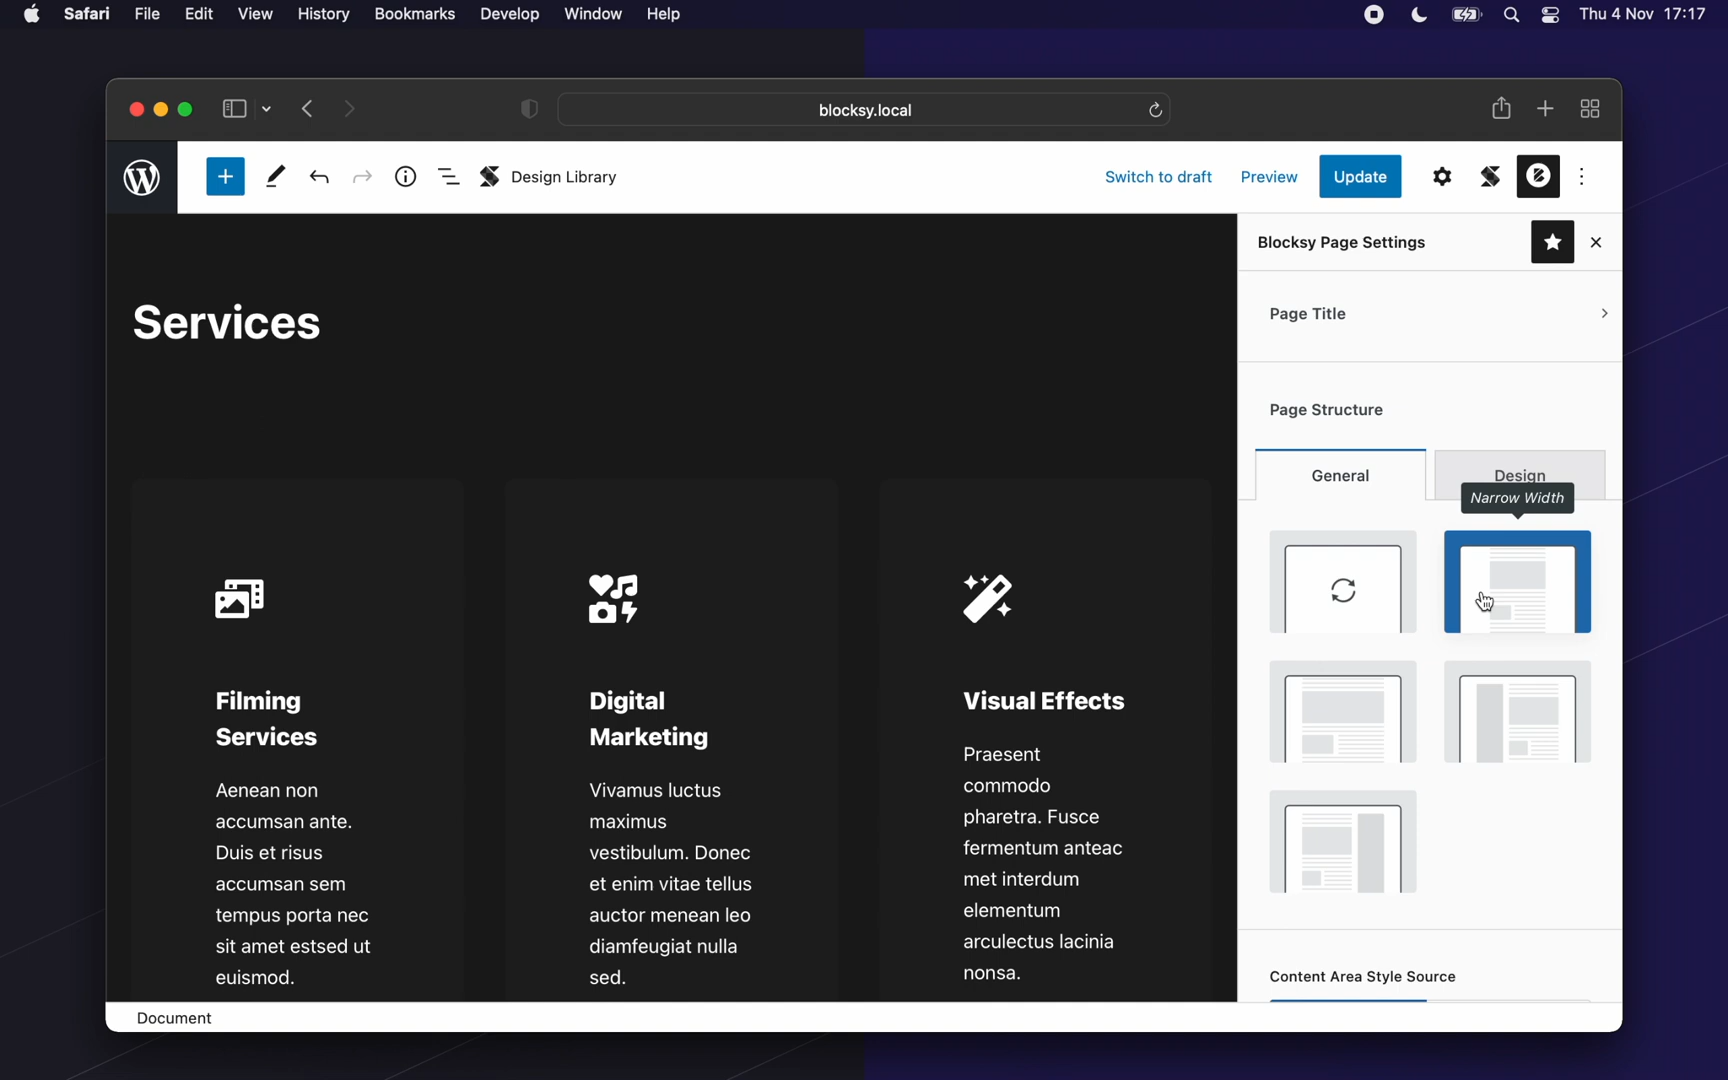 Safari File Edit View History Bookmarks Develop Window Help Thu 4 Nov 17:17
blocksy.local
Design Library Switch to draft Preview Update
Blocksy Page Settings
Services
Page Title
Page Structure
General Design
Narrow Width
Filming
Services
Aenean non
accumsan ante.
Duis et risus
accumsan sem
tempus porta nec
sit amet estsed ut
euismod.
Digital
Marketing
Vivamus luctus
maximus
vestibulum. Donec
et enim vitae tellus
auctor menean leo
diamfeugiat nulla
sed.
Visual Effects
Praesent
commodo
pharetra. Fusce
fermentum anteac
met interdum
elementum
arculectus lacinia
nonsa.
Content Area Style Source
Document